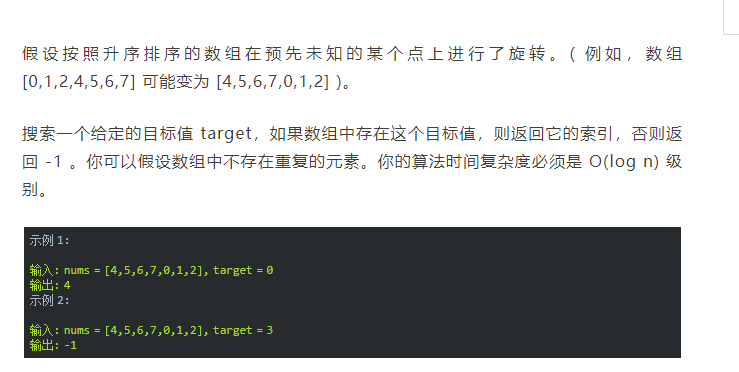 假设按照升序排序的数组在预先未知的某个点上进行了旋转。( 例如，数组
[0,1,2,4,5,6,7] 可能变为 [4,5,6,7,0,1,2] )。
搜索一个给定的目标值 target，如果数组中存在这个目标值，则返回它的索引，否则返
回 -1 。你可以假设数组中不存在重复的元素。你的算法时间复杂度必须是 O(log n) 级
别。
示例 1:
输入: nums = [4,5,6,7,0,1,2], target = 0
输出: 4
示例 2:
输入: nums = [4,5,6,7,0,1,2], target = 3
输出: -1